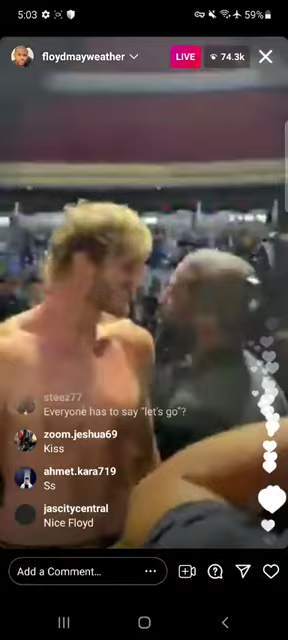 5:03
59%
floydmayweather
LIVE
74.3k
steez77
Everyone has to say "let's go"?
zoom.jeshua69
Kiss
ahmet.kara719
Ss
jascitycentral
Nice Floyd
Add a Comment...